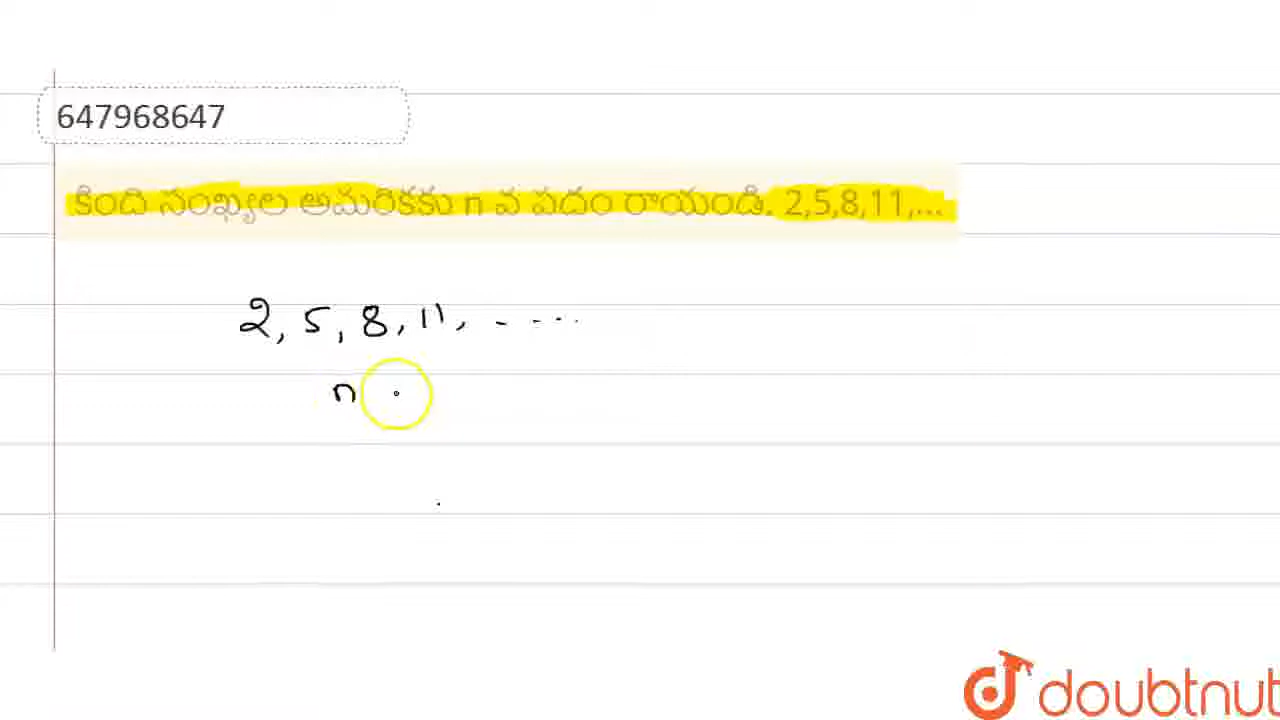 647968647
కింది సంఖ్యల అమరికకు n వ పదం రాయండి. 2,5,8,11,...
2, 5, 8, 11, - ....
n
doubtnut